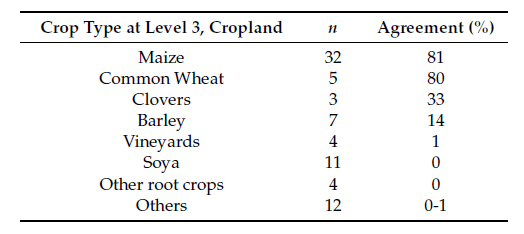 Crop Type at Level 3, Cropland n Agreement (%)
Maize 32 81
Common Wheat 5 80
Clovers 3 33
Barley 7 14
Vineyards 4 1
Soya 11 0
Other root crops 4 0
Others 12 0-1